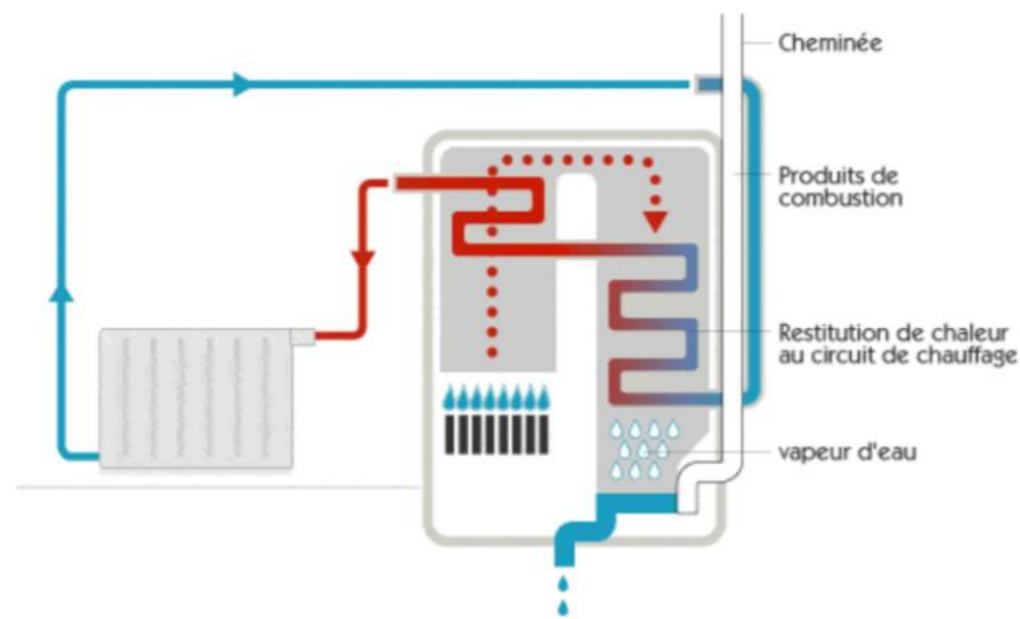 Cheminée
Produits de
combustion
Restitution de chaleur
au circuit de chauffage
vapeur d'eau